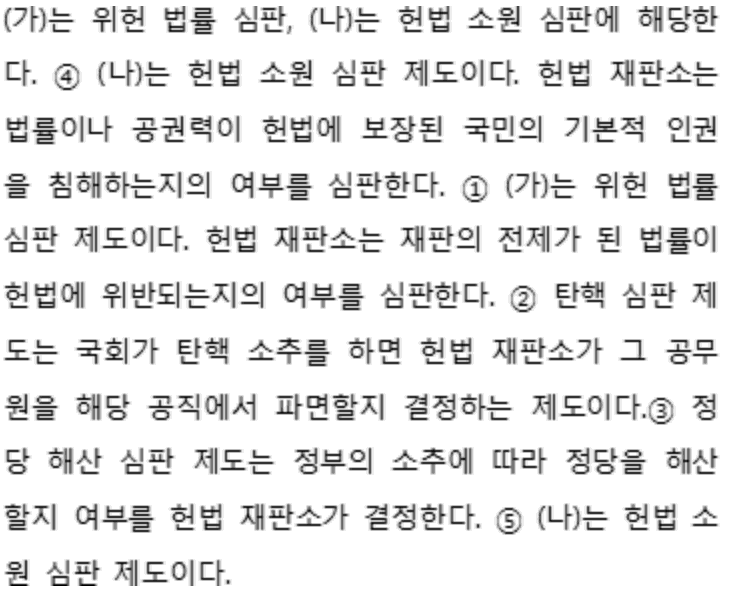 (가)는 위헌 법률 심판, (나)는 헌법 소원 심판에 해당한
다. ④ (나)는 헌법 소원 심판 제도이다. 헌법 재판소는
법률이나 공권력이 헌법에 보장된 국민의 기본적 인권
을 침해하는지의 여부를 심판한다. ① (가)는 위헌 법률
심판 제도이다. 헌법 재판소는 재판의 전제가 된 법률이
헌법에 위반되는지의 여부를 심판한다. ② 탄핵 심판 제
도는 국회가 탄핵 소추를 하면 헌법 재판소가 그 공무
원을 해당 공직에서 파면할지 결정하는 제도이다.③ 정
당 해산 심판 제도는 정부의 소추에 따라 정당을 해산
할지 여부를 헌법 재판소가 결정한다. ⑤ (나)는 헌법 소
원 심판 제도이다.